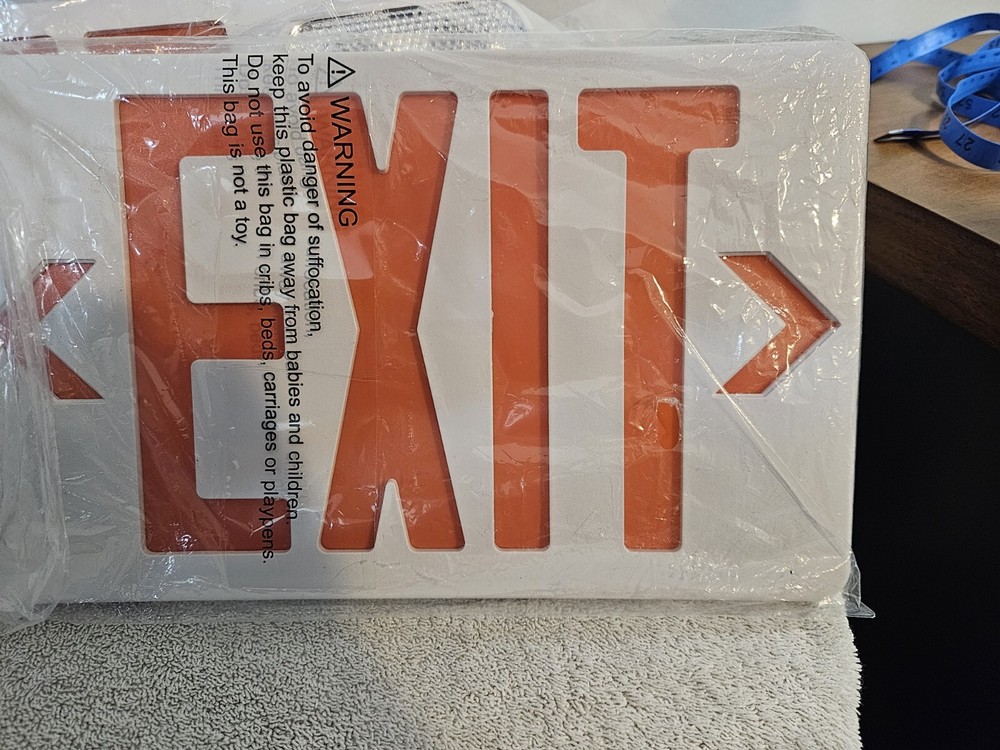 EXIT
WARNING
To avoid danger of suffocation,
keep this plastic bag away from babies and children.
Do not use this bag in cribs, beds, carriages or playpens.
This bag is not a toy.
27